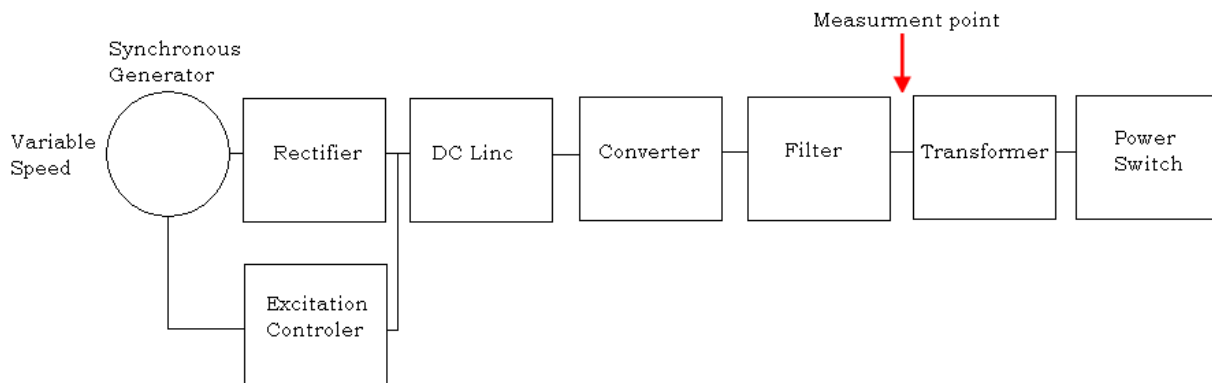 Measurment point
Synchronous
Generator
Variable
Speed
Rectifier
DC Linc
Converter
Filter
Transformer
Power
Switch
Excitation
Controler